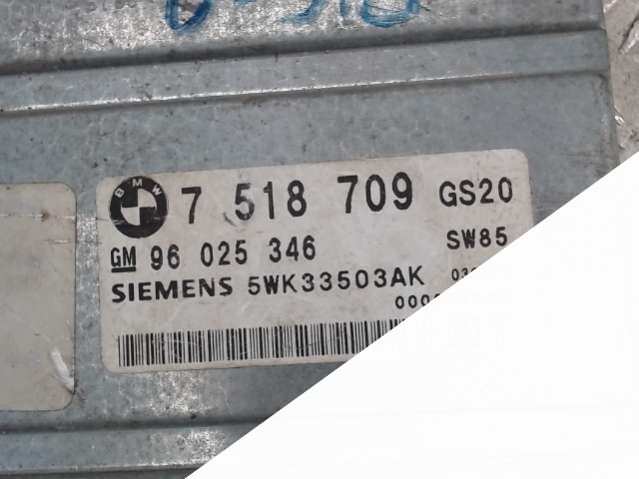 BMW 7 518 709 GS20
GM 96 025 346 SW85
SIEMENS 5WK33503AK